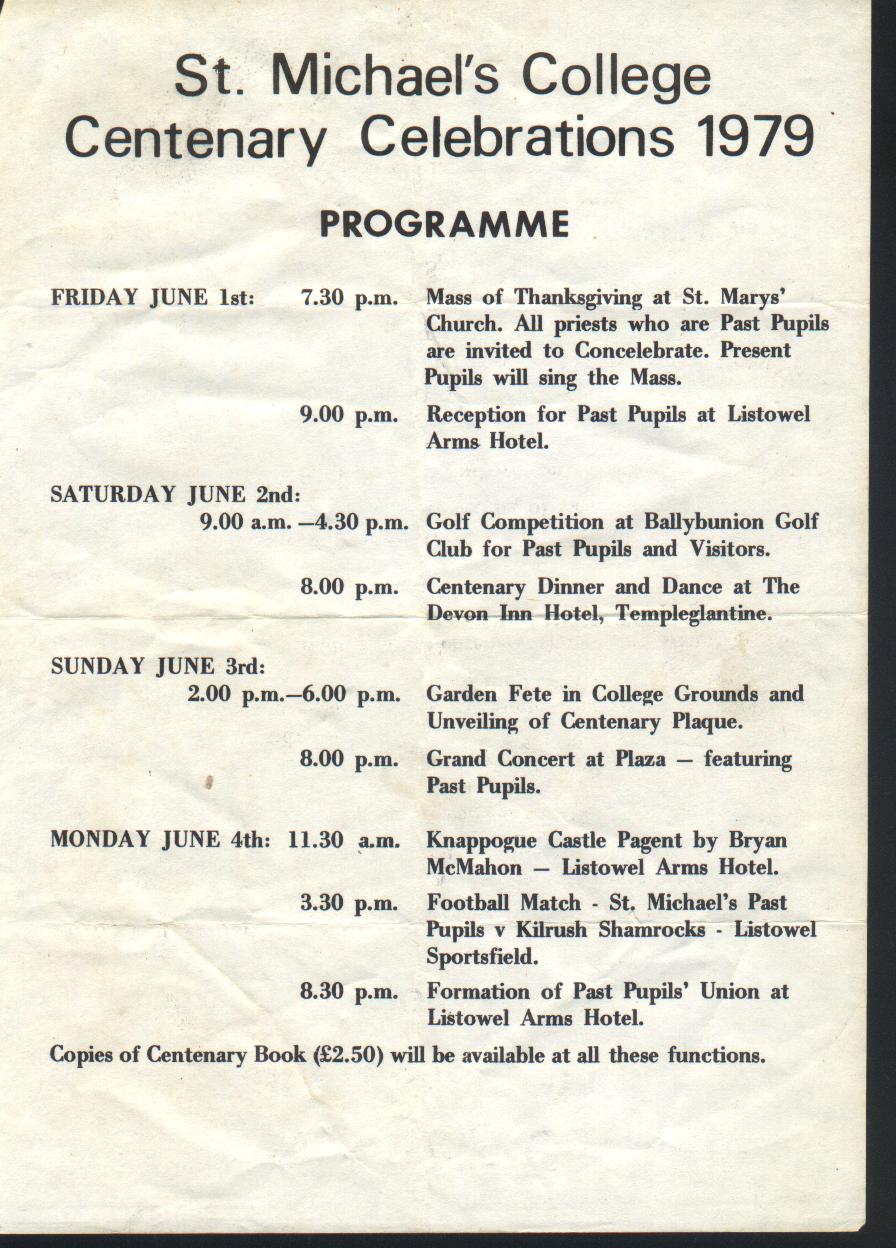 St. Michael's College
Centenary Celebrations 1979
PROGRAMME
FRIDAY JUNE 1st: 7.30 p.m. Mass of Thanksgiving at St. Marys'
Church. All priests who are Past Pupils
are invited to Concelebrate. Present
Pupils will sing the Mass.
9.00 p.m. Reception for Past Pupils at Listowel
Arms Hotel.
SATURDAY JUNE 2nd:
9.00 a.m. —4.30 p.m. Golf Competition at Ballybunion Golf
Club for Past Pupils and Visitors.
8.00 p.m. Centenary Dinner and Dance at The
Devon Inn Hotel, Templeglantine.
SUNDAY JUNE 3rd:
2.00 p.m.—6.00 p.m. Garden Fete in College Grounds and
Unveiling of Centenary Plaque.
8.00 p.m. Grand Concert at Plaza — featuring
Past Pupils.
MONDAY JUNE 4th: 11.30 a.m. Knappogue Castle Pagent by Bryan
McMahon — Listowel Arms Hotel.
3.30 p.m. Football Match - St. Michael's Past
Pupils v Kilrush Shamrocks - Listowel
Sportsfield.
8.30 p.m. Formation of Past Pupils' Union at
Listowel Arms Hotel.
Copies of Centenary Book (£2.50) will be available at all these functions.